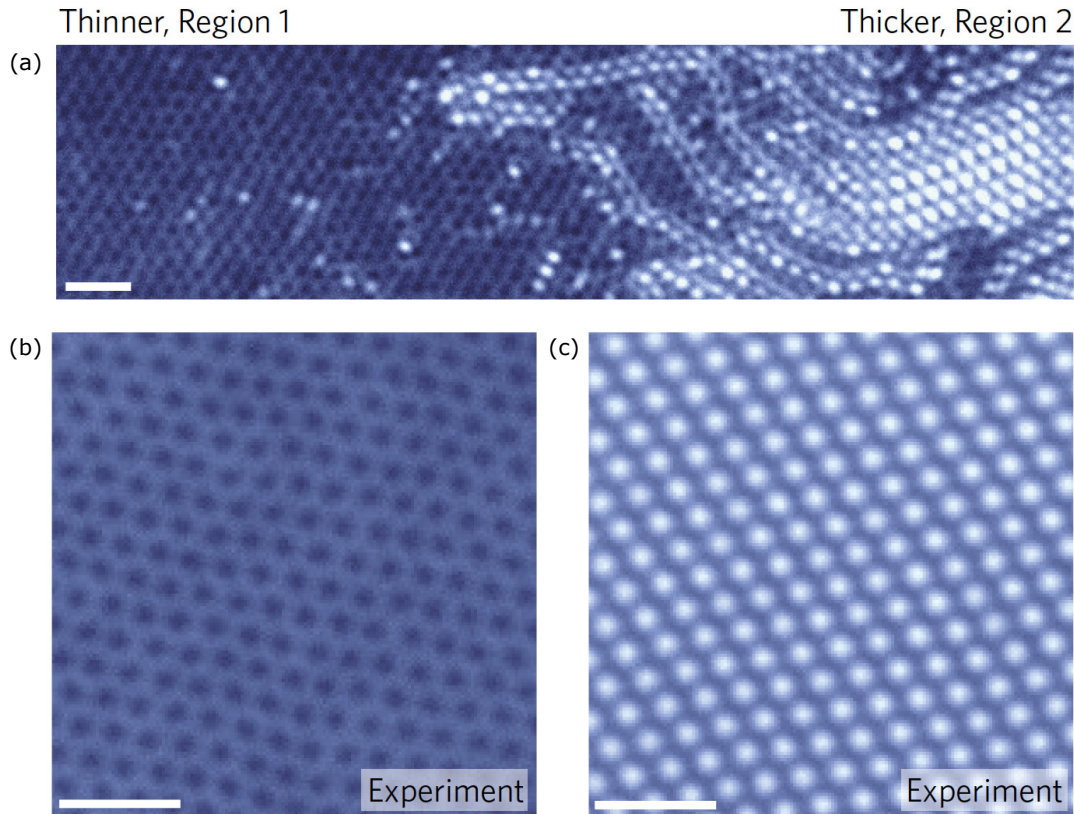 Thinner, Region 1
Thicker, Region 2
(a)
(b)
(c)
Experiment
Experiment